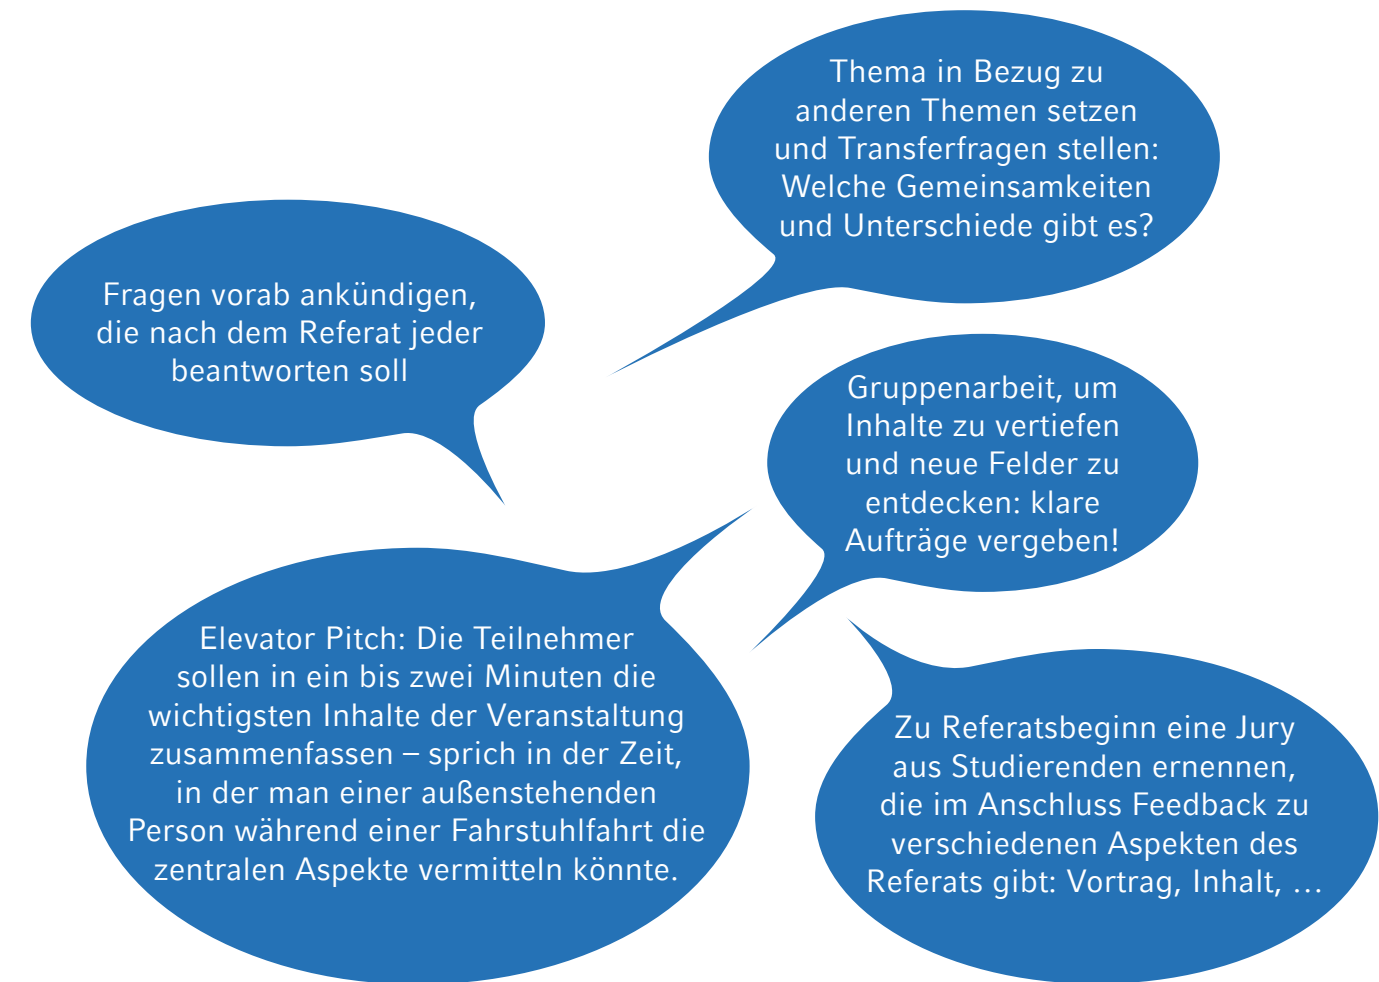 Thema in Bezug zu
anderen Themen setzen
und Transferfragen stellen:
Welche Gemeinsamkeiten
und Unterschiede gibt es?
Fragen vorab ankündigen,
die nach dem Referat jeder
beantworten soll
Gruppenarbeit, um
Inhalte zu vertiefen
und neue Felder zu
entdecken: klare
Aufträge vergeben!
Elevator Pitch: Die Teilnehmer
sollen in ein bis zwei Minuten die
wichtigsten Inhalte der Veranstaltung
zusammenfassen – sprich in der Zeit,
in der man einer außenstehenden
Person während einer Fahrstuhlfahrt die
zentralen Aspekte vermitteln könnte.
Zu Referatsbeginn eine Jury
aus Studierenden ernennen,
die im Anschluss Feedback zu
verschiedenen Aspekten des
Referats gibt: Vortrag, Inhalt, …